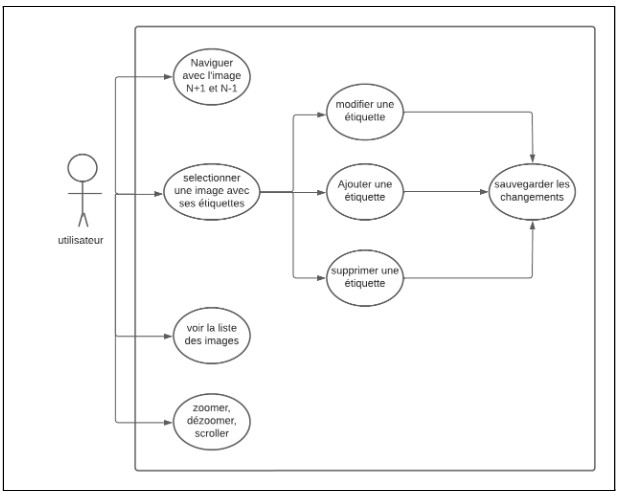 Naviguer
avec l'image
N+1 et N-1
modifier une
étiquette
selectionner
une image avec
ses étiquettes
Ajouter une
étiquette
sauvegarder les
changements
utilisateur
supprimer une
étiquette
voir la liste
des images
zoomer,
dézoomer,
scroller